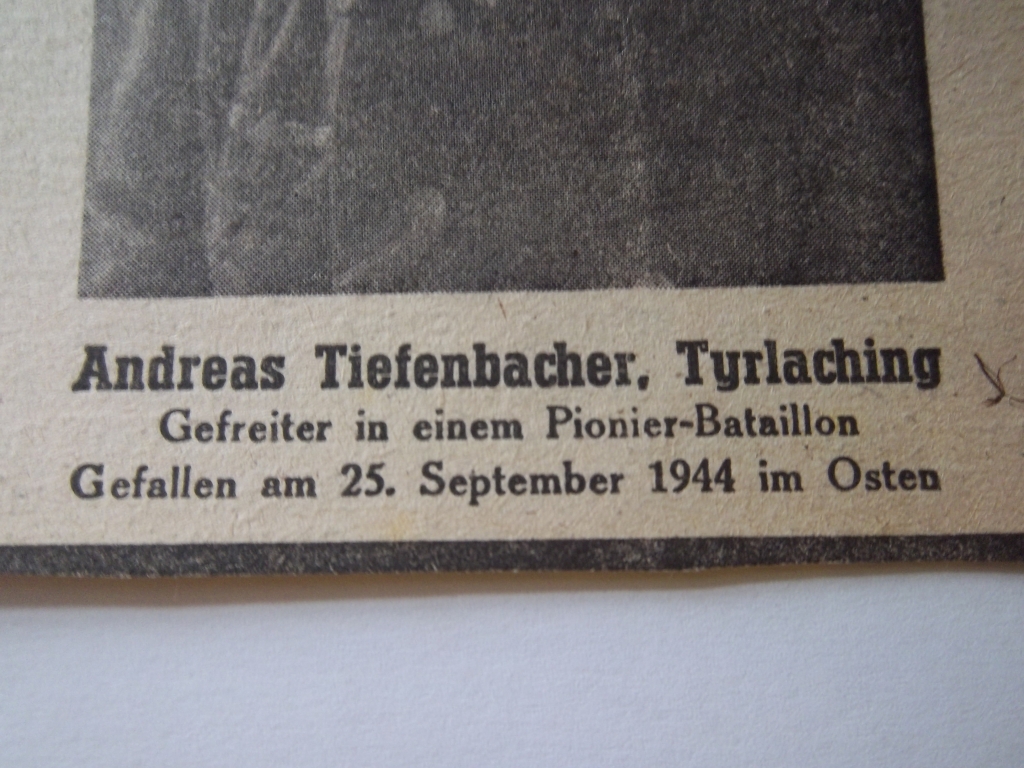 Andreas Tiefenbacher, Tyrlaching
Gefreiter in einem Pionier-Bataillon
Gefallen am 25. September 1944 im Osten